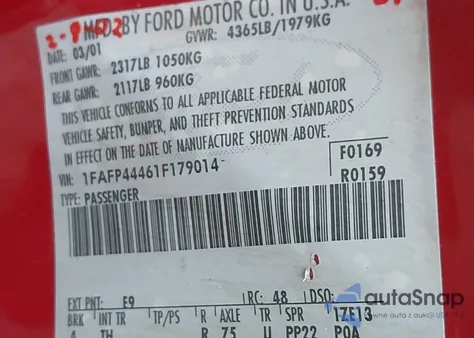 MFD. BY FORD MOTOR CO. IN U.S.A.
DATE: 03/01 GVWR: 4365LB/1979KG
FRONT GAWR: 2317LB 1050KG
REAR GAWR: 2117LB 960KG
THIS VEHICLE CONFORMS TO ALL APPLICABLE FEDERAL MOTOR
VEHICLE SAFETY, BUMPER, AND THEFT PREVENTION STANDARDS
IN EFFECT ON THE DATE OF MANUFACTURE SHOWN ABOVE.
VIN: 1FAFP44461F179014
F0169
TYPE: PASSENGER
R0159
EXT PNT: E9 RC: 48 DSO:
autoSnap
BRK INT TR TP/PS R AXLE TR SPR 1ZE13
4 TH R 75 U PP22 P0A